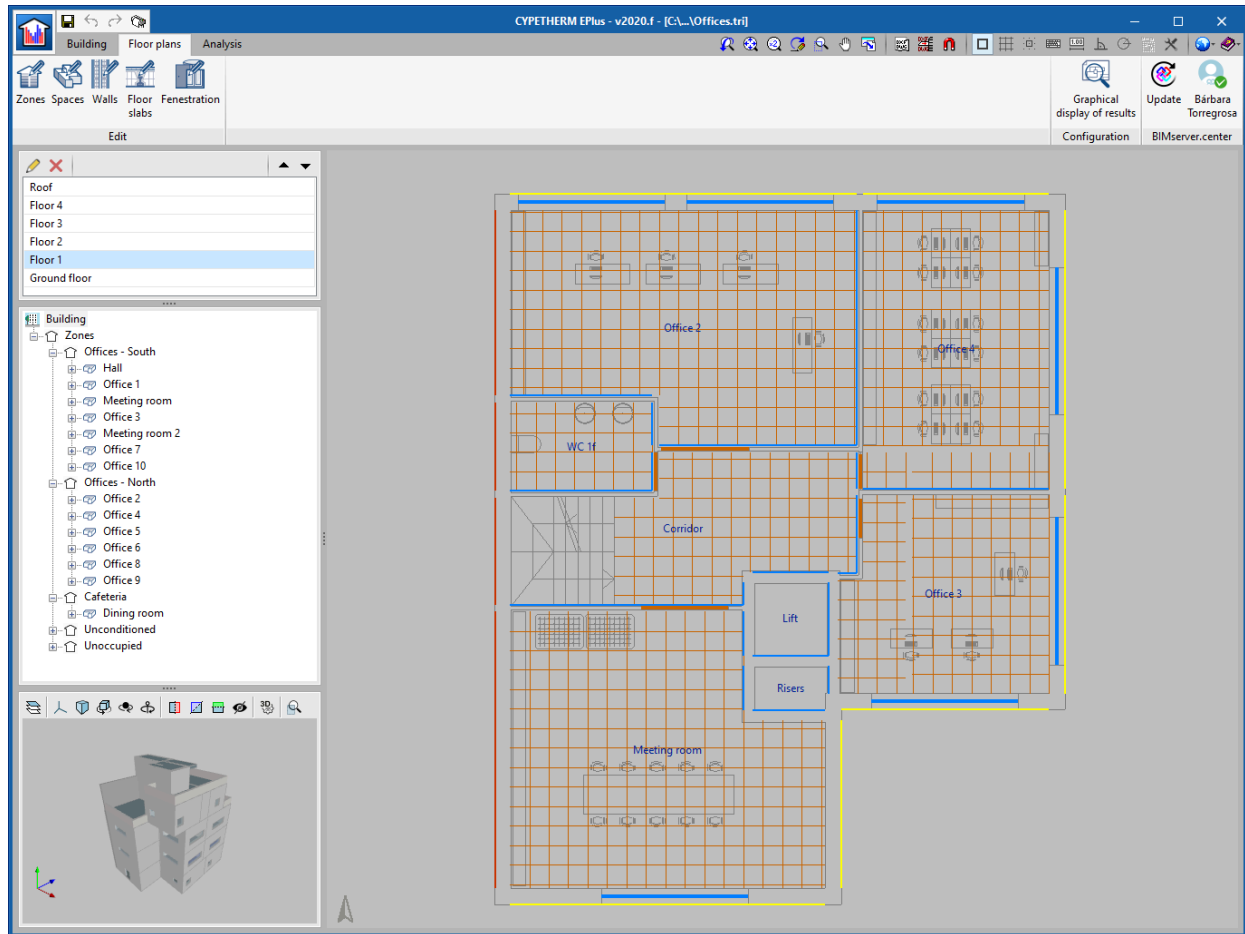 CYPETHERM EPlus - v2020.f - [C:\...\Offices.tri]
Building Floor plans Analysis
Zones Spaces Walls Floor slabs Fenestration
Edit
Graphical display of results
Configuration
Update Bárbara Torregrosa
BIMserver.center
Roof
Floor 4
Floor 3
Floor 2
Floor 1
Ground floor
Building
Zones
Offices - South
Hall
Office 1
Meeting room
Office 3
Meeting room 2
Office 7
Office 10
Offices - North
Office 2
Office 4
Office 5
Office 6
Office 8
Office 9
Cafeteria
Dining room
Unconditioned
Unoccupied
3D
Office 2
Office 4
WC 1f
Corridor
Office 3
Lift
Risers
Meeting room